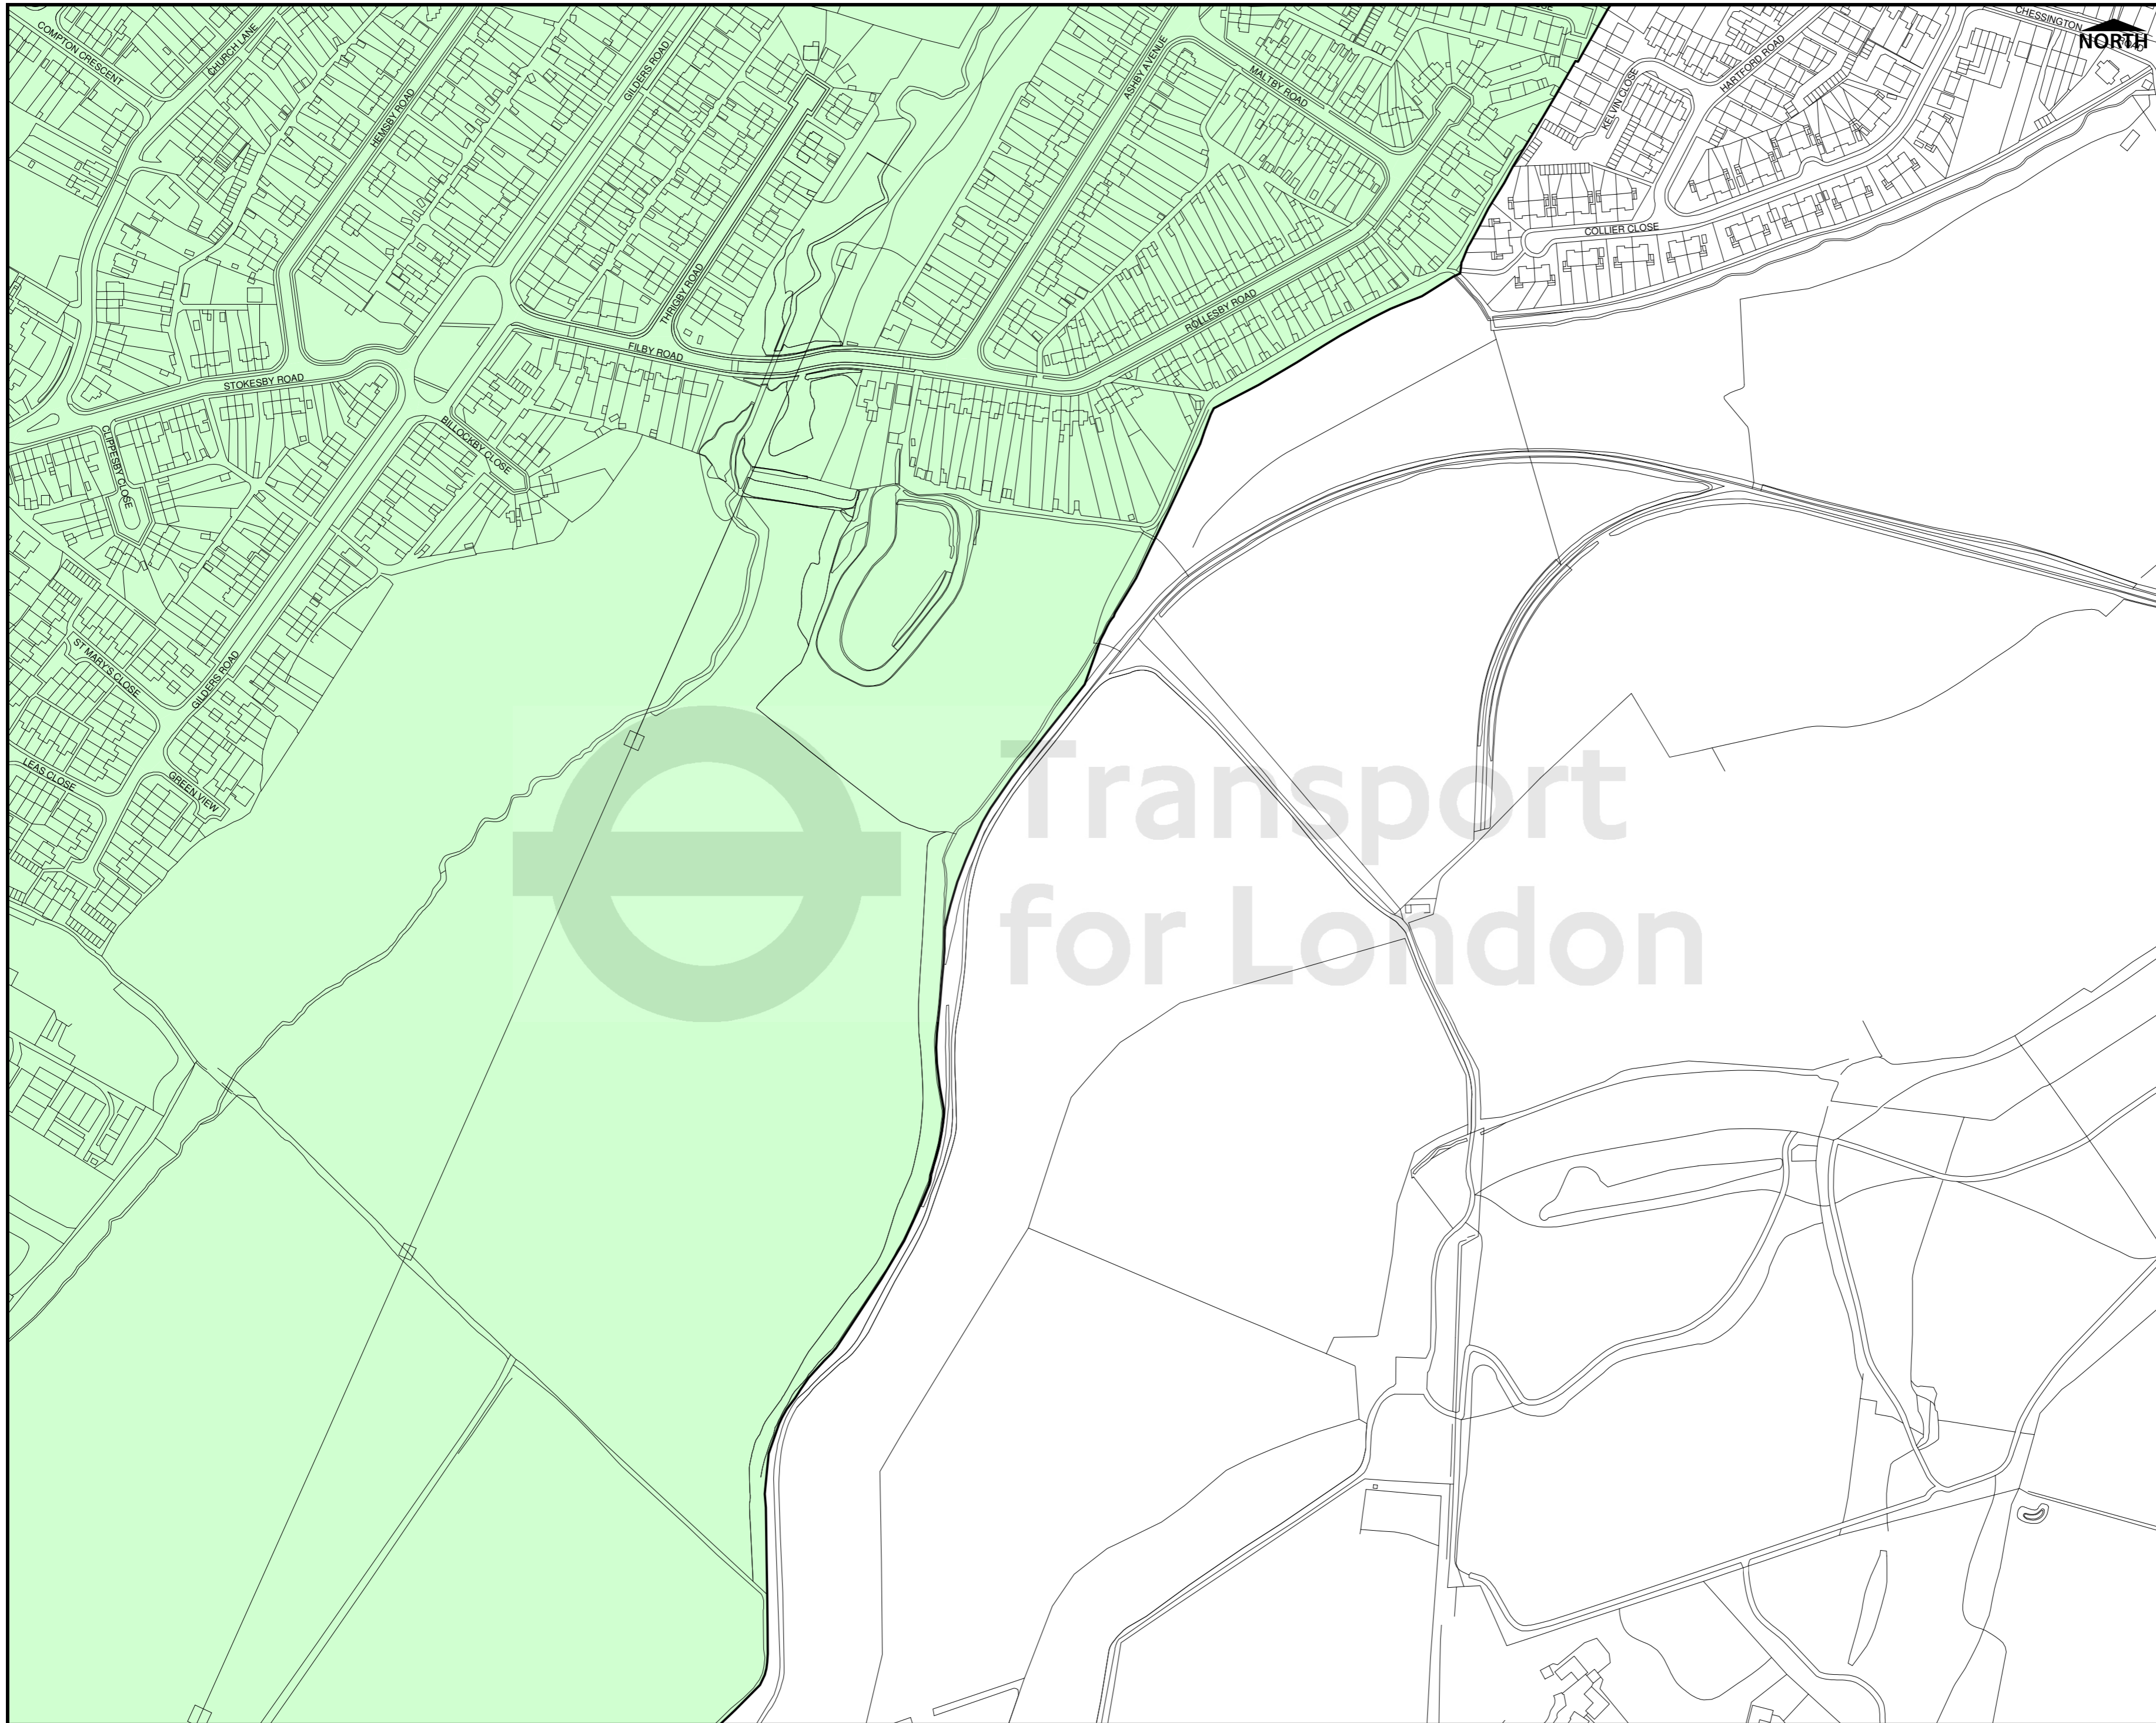 COMPTON CRESCENT
CHURCH LANE
HEMSBY ROAD
GILDERS ROAD
ASHBY AVENUE
MALTBY ROAD
KELVIN CLOSE
HARTFORD ROAD
CHESSINGTON
ROAD
NORTH
COLLIER CLOSE
THRIGBY ROAD
ROLLESBY ROAD
FILBY ROAD
STOKESBY ROAD
CLIPPESBY CLOSE
BILLOCKBY CLOSE
ST MARY'S CLOSE
GILDERS ROAD
LEAS CLOSE
GREEN VIEW
Transport
for London